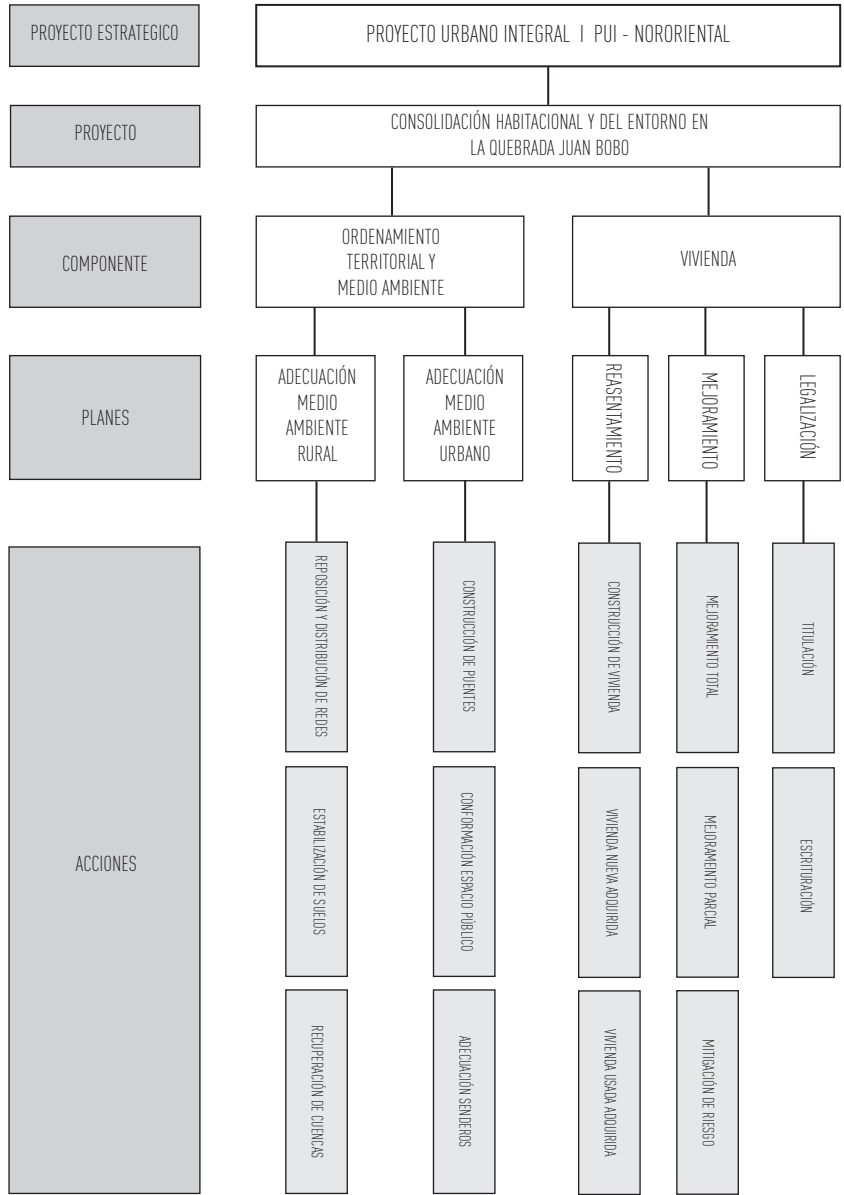 PROYECTO ESTRATEGICO
PROYECTO URBANO INTEGRAL | PUI - NORORIENTAL
PROYECTO
CONSOLIDACIÓN HABITACIONAL Y DEL ENTORNO EN
LA QUEBRADA JUAN BOBO
COMPONENTE
ORDENAMIENTO
TERRITORIAL Y
MEDIO AMBIENTE
VIVIENDA
PLANES
ADECUACIÓN
MEDIO
AMBIENTE
RURAL
ADECUACIÓN
MEDIO
AMBIENTE
URBANO
REASENTAMIENTO
MEJORAMIENTO
LEGALIZACIÓN
ACCIONES
REPOSICIÓN Y DISTRIBUCIÓN DE REDES
CONSTRUCCIÓN DE PUENTES
CONSTRUCCIÓN DE VIVIENDA
MEJORAMIENTO TOTAL
TITULACIÓN
ESTABILIZACIÓN DE SUELOS
CONFORMACIÓN ESPACIO PÚBLICO
VIVIENDA NUEVA ADQUIRIDA
MEJORAMEINTO PARCIAL
ESCRITURACIÓN
RECUPERACIÓN DE CUENCAS
ADECUACIÓN SENDEROS
VIVIENDA USADA ADQUIRIDA
MITIGACIÓN DE RIESGO